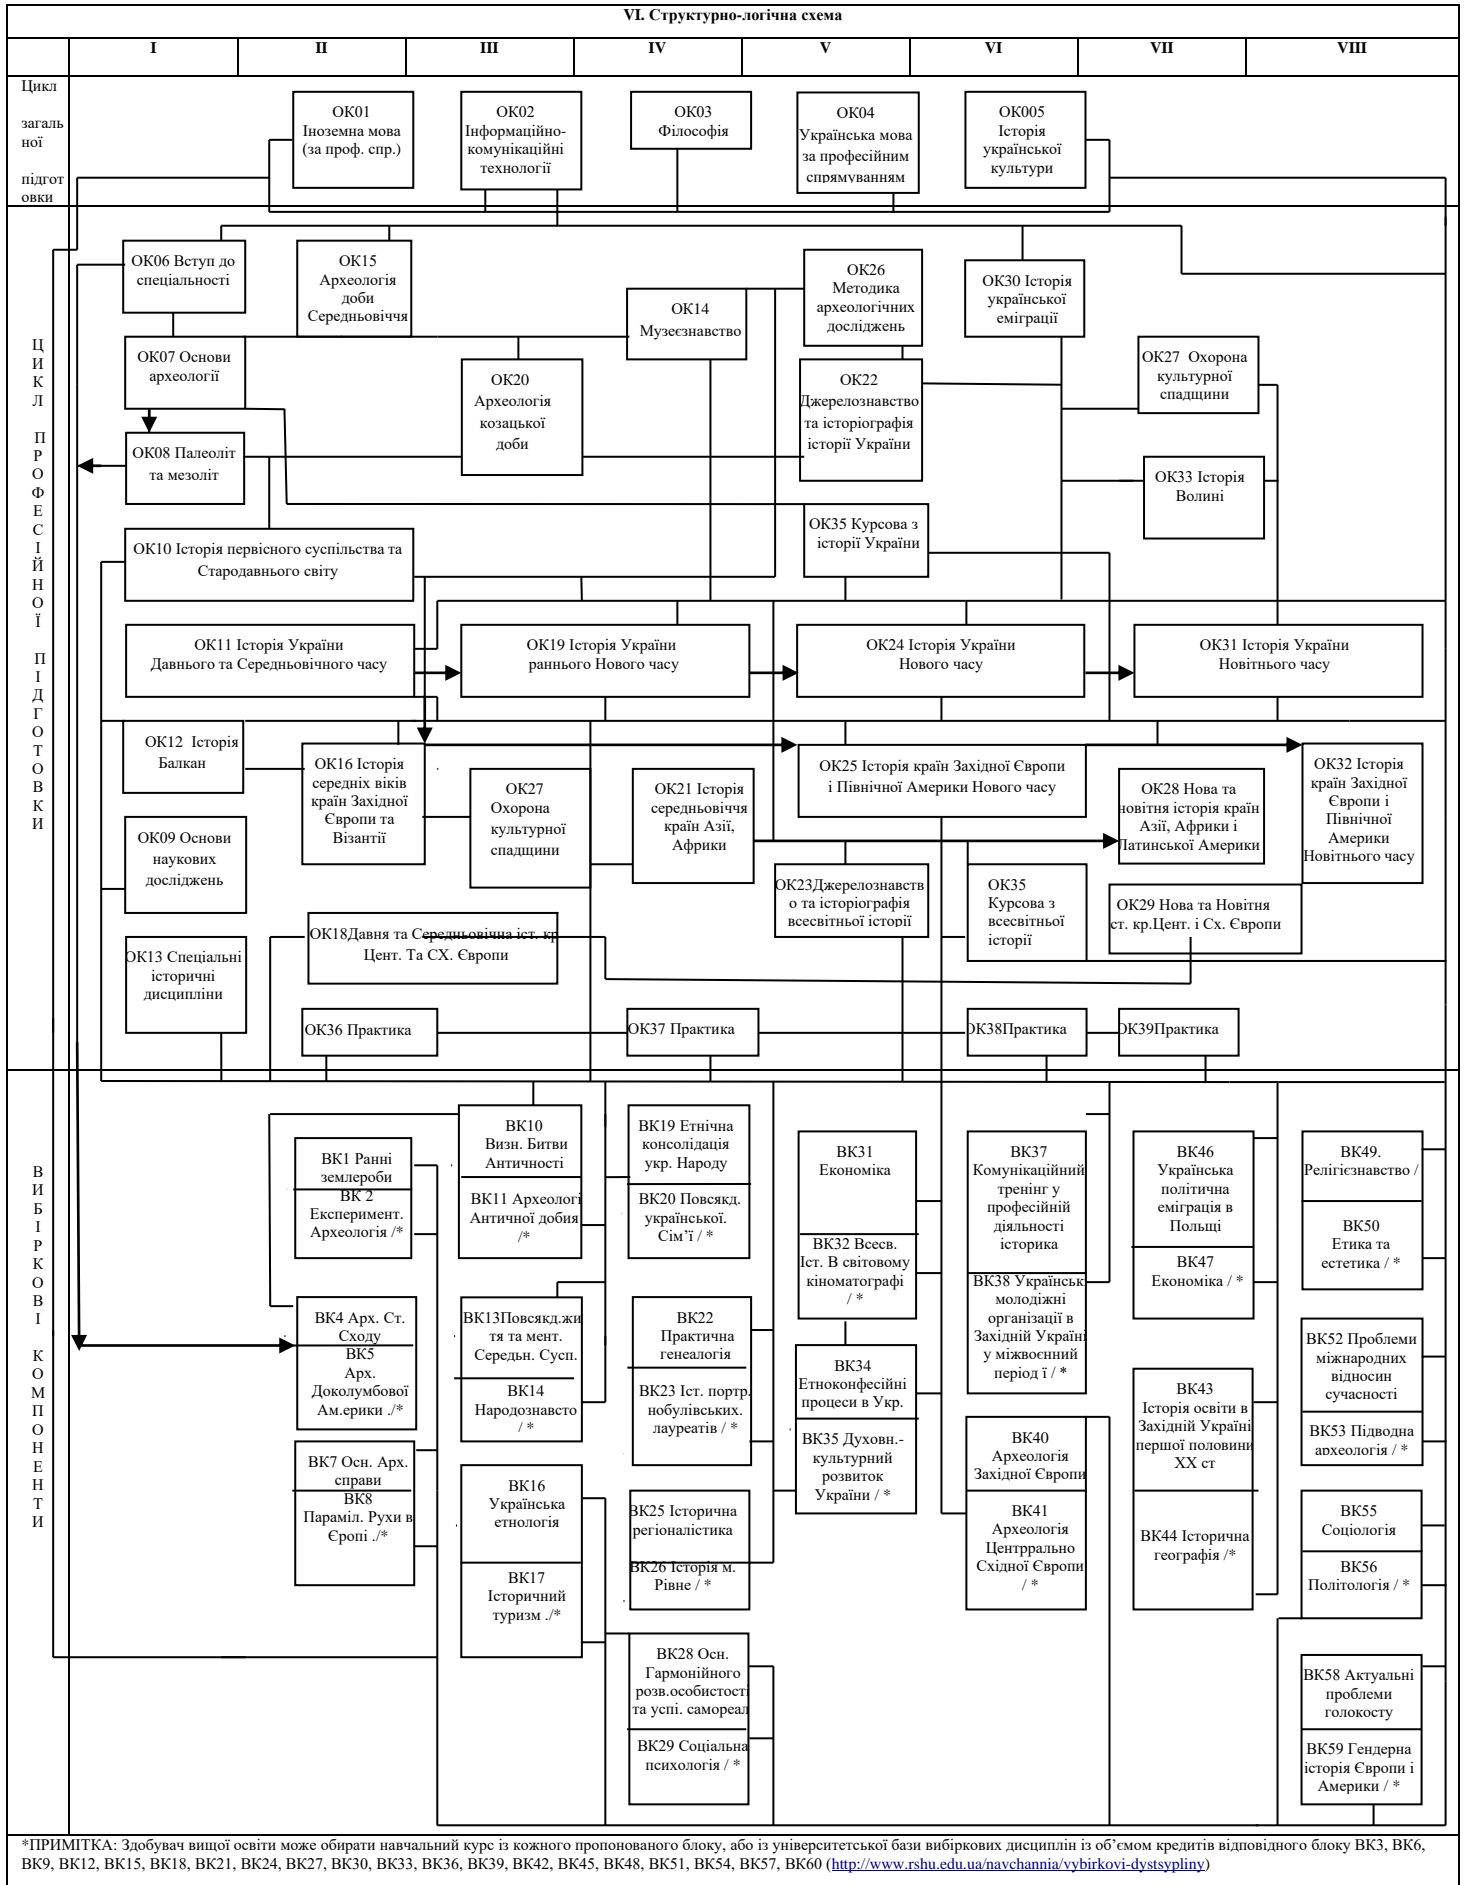 VI. Структурно-логічна схема
I II III IV V VI VII VIII
Цикл
загаль
ної
підгот
овки
ОК01
Іноземна мова
(за проф. спр.)
ОК02
Інформаційно-
комунікаційні
технології
ОК03
Філософія
ОК04
Українська мова
за професійним
спрямуванням
ОК005
Історія
української
культури
ЦИКЛ ПРОФЕСІЙНОЇ ПІДГОТОВКИ
ОК06 Вступ до
спеціальності
ОК15
Археологія
доби
Середньовіччя
ОК14
Музеєзнавство
ОК26
Методика
археологічних
досліджень
ОК30 Історія
української
еміграції
ОК07 Основи
археології
ОК20
Археологія
козацької
доби
ОК22
Джерелознавство
та історіографія
історії України
ОК27 Охорона
культурної
спадщини
ОК08 Палеоліт
та мезоліт
ОК33 Історія
Волині
ОК10 Історія первісного суспільства та
Стародавнього світу
ОК35 Курсова з
історії України
ОК11 Історія України
Давнього та Середньовічного часу
ОК19 Історія України
раннього Нового часу
ОК24 Історія України
Нового часу
ОК31 Історія України
Новітнього часу
ОК12 Історія
Балкан
ОК16 Історія
середніх віків
країн Західної
Європи та
Візантії
ОК27
Охорона
культурної
спадщини
ОК21 Історія
середньовіччя
країн Азії,
Африки
ОК25 Історія країн Західної Європи
і Північної Америки Нового часу
ОК28 Нова та
новітня історія країн
Азії, Африки і
Латинської Америки
ОК32 Історія
країн Західної
Європи і
Північної
Америки
Новітнього часу
ОК09 Основи
наукових
досліджень
ОК23Джерелознавств
о та історіографія
всесвітньої історії
ОК35
Курсова з
всесвітньої
історії
ОК29 Нова та Новітня
іст. кр.Цент. і Сх. Європи
ОК18Давня та Середньовічна іст. кр
Цент. Та СХ. Європи
ОК13 Спеціальні
історичні
дисципліни
ОК36 Практика
ОК37 Практика
ОК38Практика
ОК39Практика
ВИБІРКОВІ КОМПОНЕНТИ
ВК1 Ранні
землероби
ВК 2
Експеримент.
Археологія /*
ВК4 Арх. Ст.
Сходу
ВК5
Арх.
Доколумбової
Ам.ерики ./*
ВК7 Осн. Арх.
справи
ВК8
Параміл. Рухи в
Єропі ./*
ВК10
Визн. Битви
Античності
ВК11 Археологі
Античної добия
/*
ВК13Повсякд.жи
тя та мент.
Середьн. Сусп.
ВК14
Народознавсто
/ *
ВК16
Українська
етнологія
ВК17
Історичний
туризм ./*
ВК19 Етнічна
консолідація
укр. Народу
ВК20 Повсякд.
української.
Сім’ї / *
ВК22
Практична
генеалогія
ВК23 Іст. портр.
нобулівських.
лауреатів / *
ВК25 Історична
регіоналістика
ВК26 Історія м.
Рівне / *
ВК28 Осн.
Гармонійного
розв.особистост
та успі. самореал
ВК29 Соціальна
психологія / *
ВК31
Економіка
ВК32 Всесв.
Іст. В світовому
кіноматографі
/ *
ВК34
Етноконфесійні
процеси в Укр.
ВК35 Духовн.-
культурний
розвиток
України / *
ВК37
Комунікаційний
тренінг у
професійній
діяльності
історика
ВК38 Українськ
молодіжні
організації в
Західній Україні
у міжвоєнний
період ї / *
ВК40
Археологія
Західної Європи
ВК41
Археологія
Центррально
Східної Європи
/ *
ВК46
Українська
політична
еміграція в
Польщі
ВК47
Економіка / *
ВК43
Історія освіти в
Західній Україні
першої половини
ХХ ст
ВК44 Історична
географія /*
ВК49.
Релігієзнавство /
ВК50
Етика та
естетика / *
ВК52 Проблеми
міжнародних
відносин
сучасності
ВК53 Підводна
археологія / *
ВК55
Соціологія
ВК56
Політологія / *
ВК58 Актуальні
проблеми
голокосту
ВК59 Гендерна
історія Європи і
Америки / *
*ПРИМІТКА: Здобувач вищої освіти може обирати навчальний курс із кожного пропонованого блоку, або із університетської бази вибіркових дисциплін із об’ємом кредитів відповідного блоку ВК3, ВК6,
ВК9, ВК12, ВК15, ВК18, ВК21, ВК24, ВК27, ВК30, ВК33, ВК36, ВК39, ВК42, ВК45, ВК48, ВК51, ВК54, ВК57, ВК60 (http://www.rshu.edu.ua/navchannia/vybirkovi-dystsypliny)